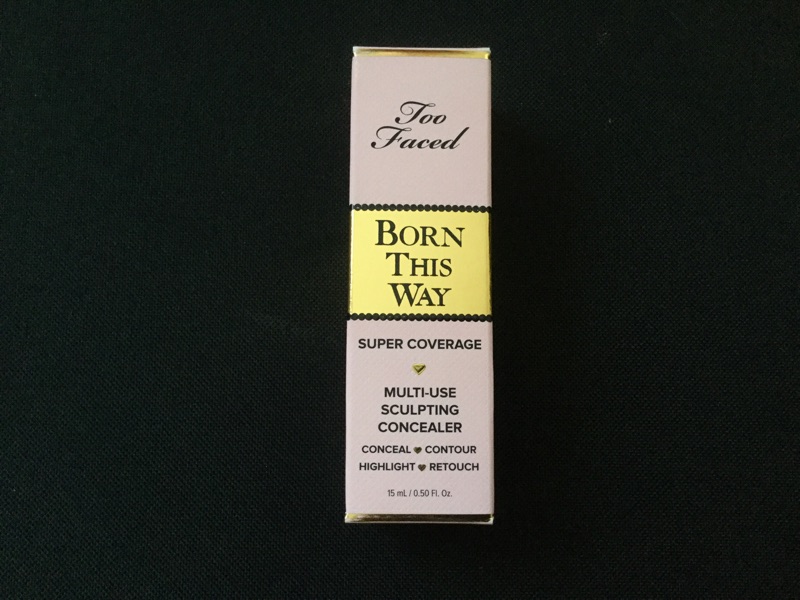 Too
Faced
BORN
THIS
WAY
SUPER COVERAGE
MULTI-USE
SCULPTING
CONCEALER
CONCEAL CONTOUR
HIGHLIGHT RETOUCH
15 mL / 0.50 Fl. Oz.